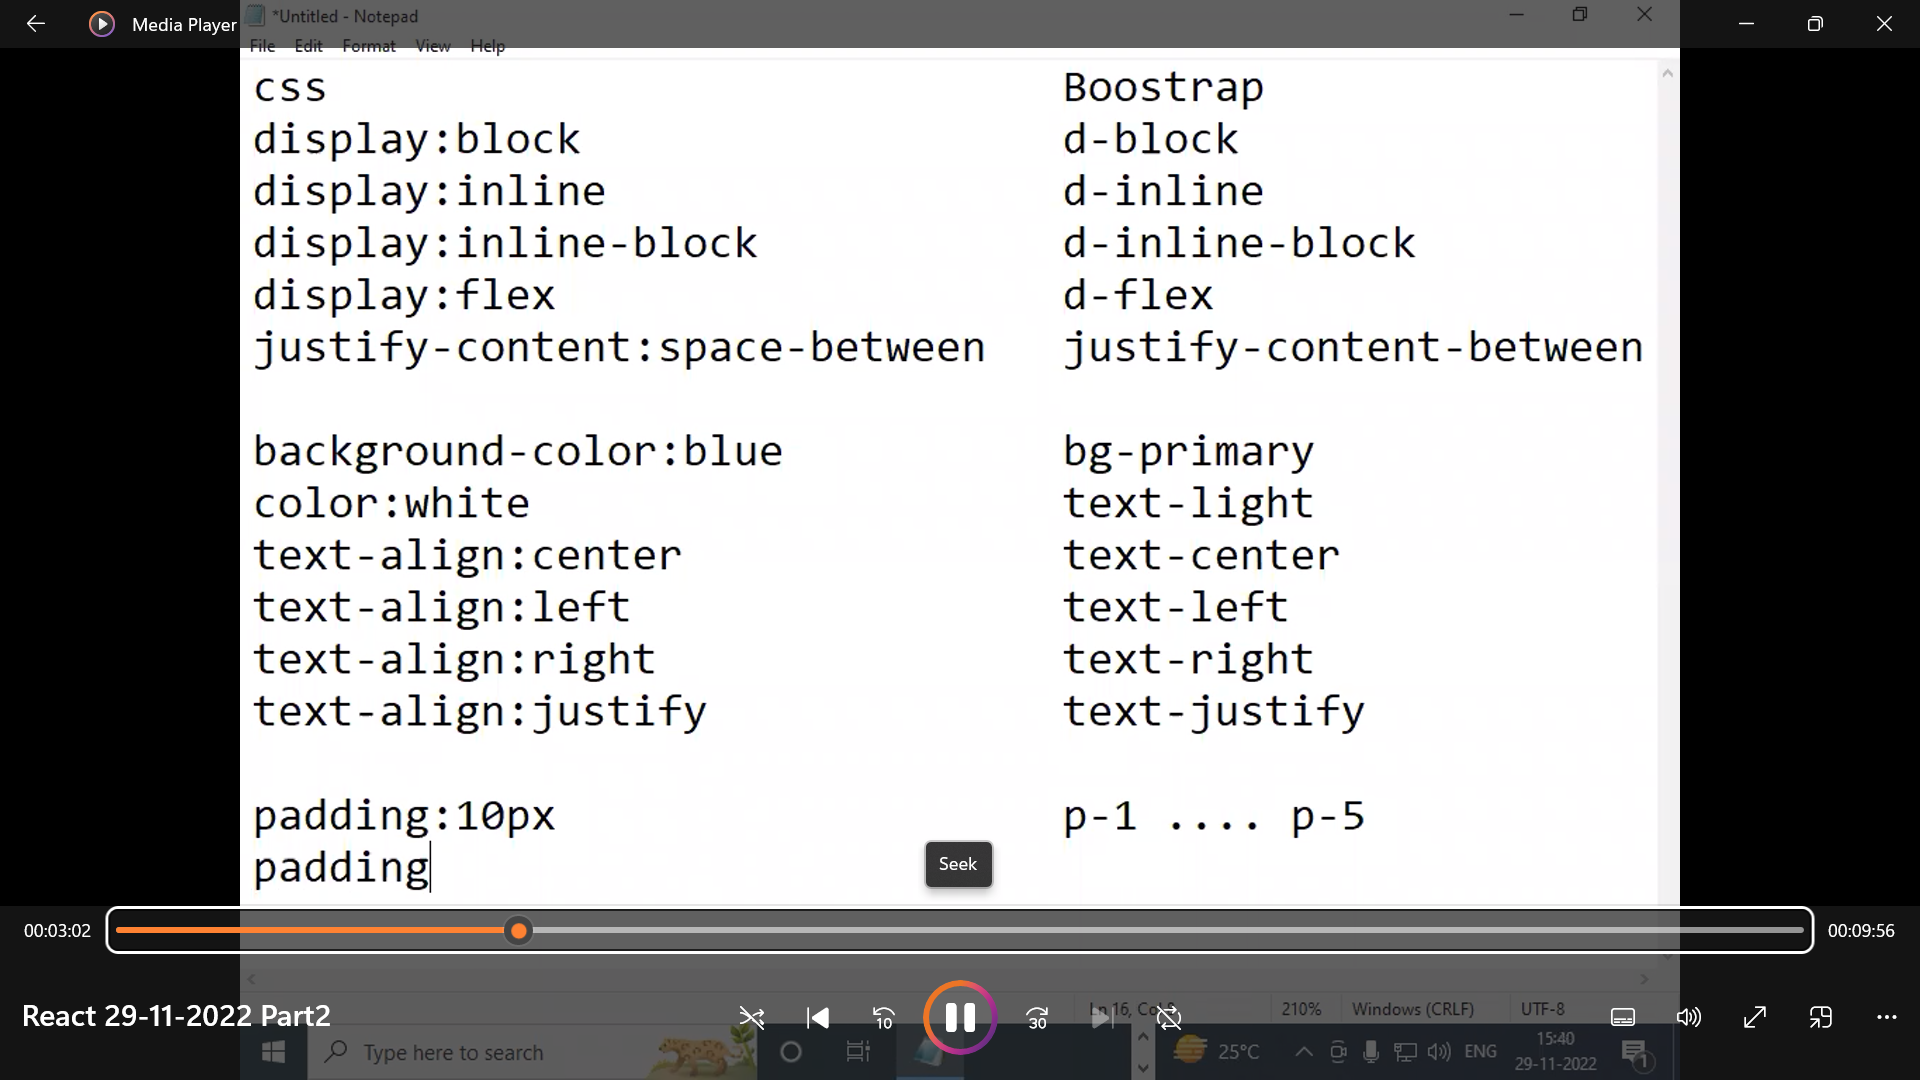 Media Player
*Untitled - Notepad
File Edit Format View Help
css Boostrap
display:block d-block
display:inline d-inline
display:inline-block d-inline-block
display:flex d-flex
justify-content:space-between justify-content-between
background-color:blue bg-primary
color:white text-light
text-align:center text-center
text-align:left text-left
text-align:right text-right
text-align:justify text-justify
padding:10px p-1 .... p-5
padding
Seek
00:03:02 00:09:56
React 29-11-2022 Part2
10 30
Ln 16, 210% Windows (CRLF) UTF-8
Type here to search
25°C ENG
15:40
29-11-2022
1